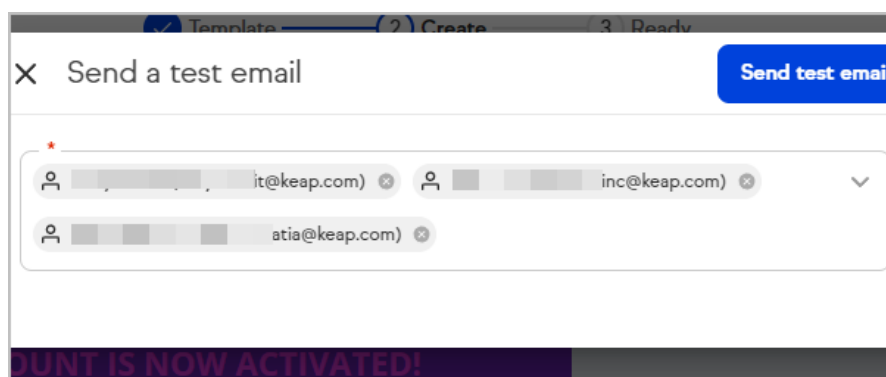 Template 2 Create 3 Ready
Send a test email
Send test emai
*
it@keap.com) inc@keap.com)
atia@keap.com)
OUNT IS NOW ACTIVATED!